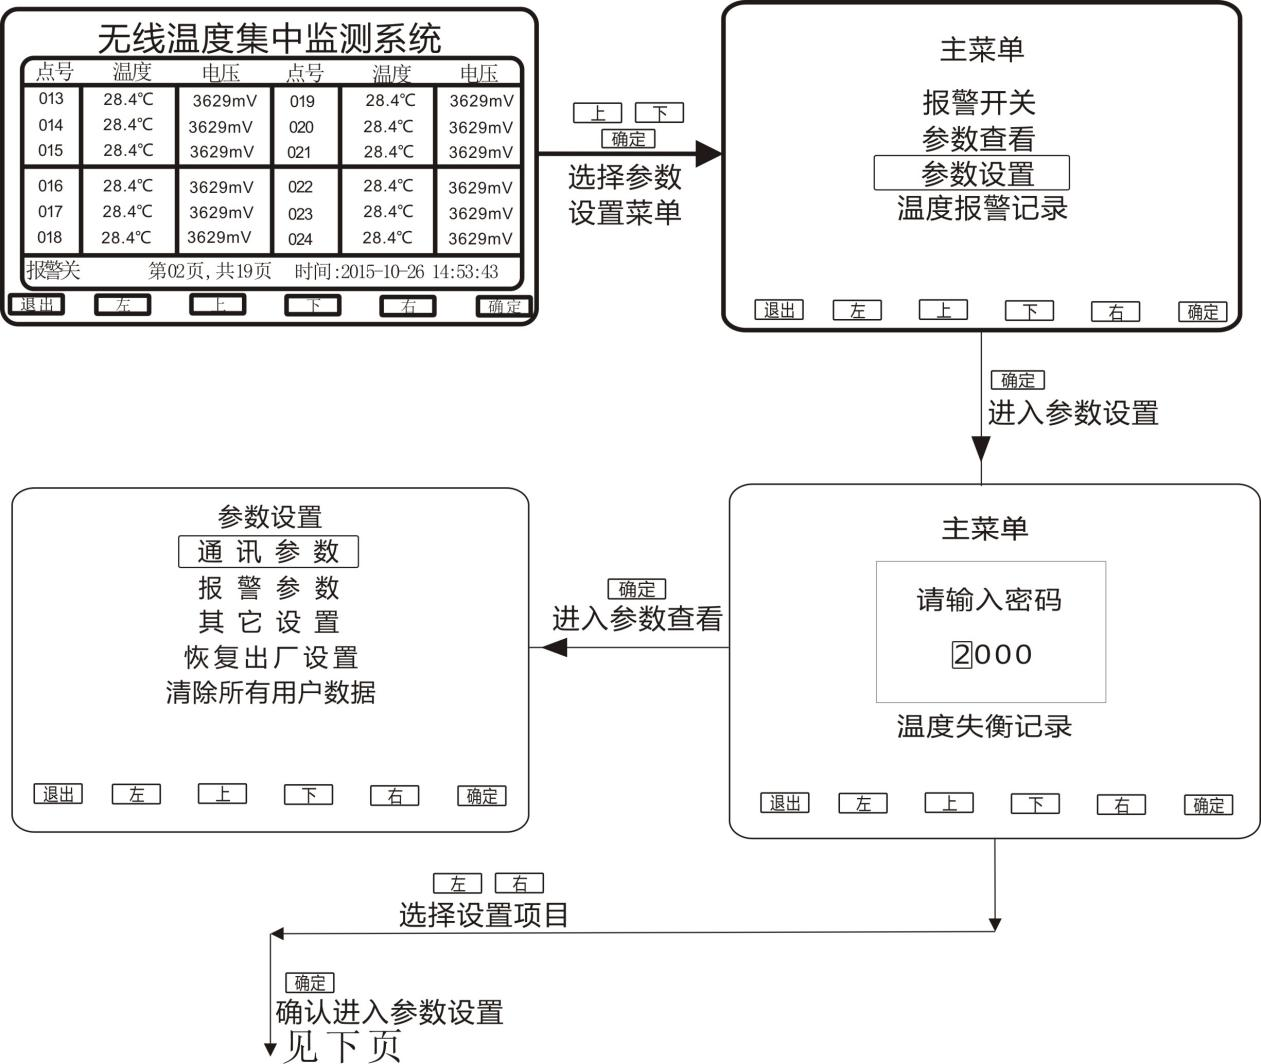 无线温度集中监测系统
点号 温度 电压 点号 温度 电压
013 28.4℃ 3629mV 019 28.4℃ 3629mV
014 28.4℃ 3629mV 020 28.4℃ 3629mV
015 28.4℃ 3629mV 021 28.4℃ 3629mV
016 28.4℃ 3629mV 022 28.4℃ 3629mV
017 28.4℃ 3629mV 023 28.4℃ 3629mV
018 28.4℃ 3629mV 024 28.4℃ 3629mV
报警关 第02页,共19页 时间:2015-10-26 14:53:43
退出 左 上 下 右 确定
上 下
确定
选择参数
设置菜单
主菜单
报警开关
参数查看
参数设置
温度报警记录
退出 左 上 下 右 确定
确定
进入参数设置
主菜单
请输入密码
2000
温度失衡记录
退出 左 上 下 右 确定
确定
进入参数查看
参数设置
通讯参数
报警参数
其它设置
恢复出厂设置
清除所有用户数据
退出 左 上 下 右 确定
左 右
选择设置项目
确定
确认进入参数设置
见下页